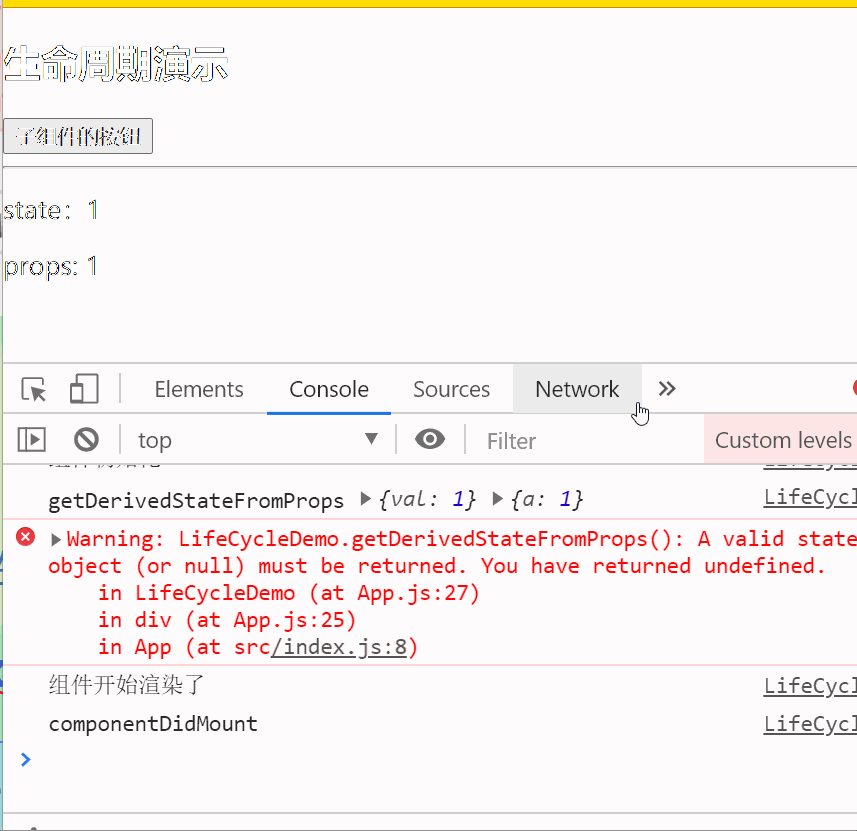 生命周期演示
子组件的按钮
state：1
props: 1
Elements Console Sources Network
top Filter Custom levels
getDerivedStateFromProps {val: 1} {a: 1} LifeCycl
Warning: LifeCycleDemo.getDerivedStateFromProps(): A valid state
object (or null) must be returned. You have returned undefined.
in LifeCycleDemo (at App.js:27)
in div (at App.js:25)
in App (at src/index.js:8)
组件开始渲染了 LifeCycl
componentDidMount LifeCycl